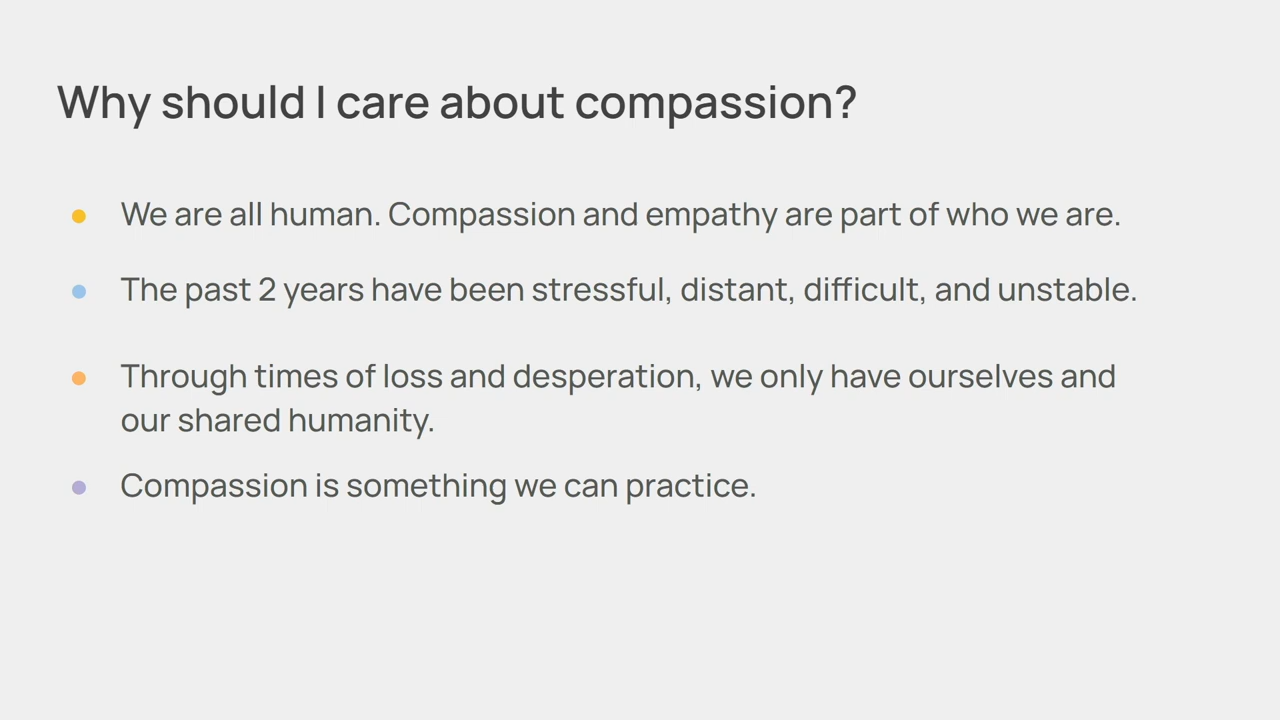 Why should I care about compassion?
We are all human. Compassion and empathy are part of who we are.
The past 2 years have been stressful, distant, difficult, and unstable.
Through times of loss and desperation, we only have ourselves and
our shared humanity.
Compassion is something we can practice.